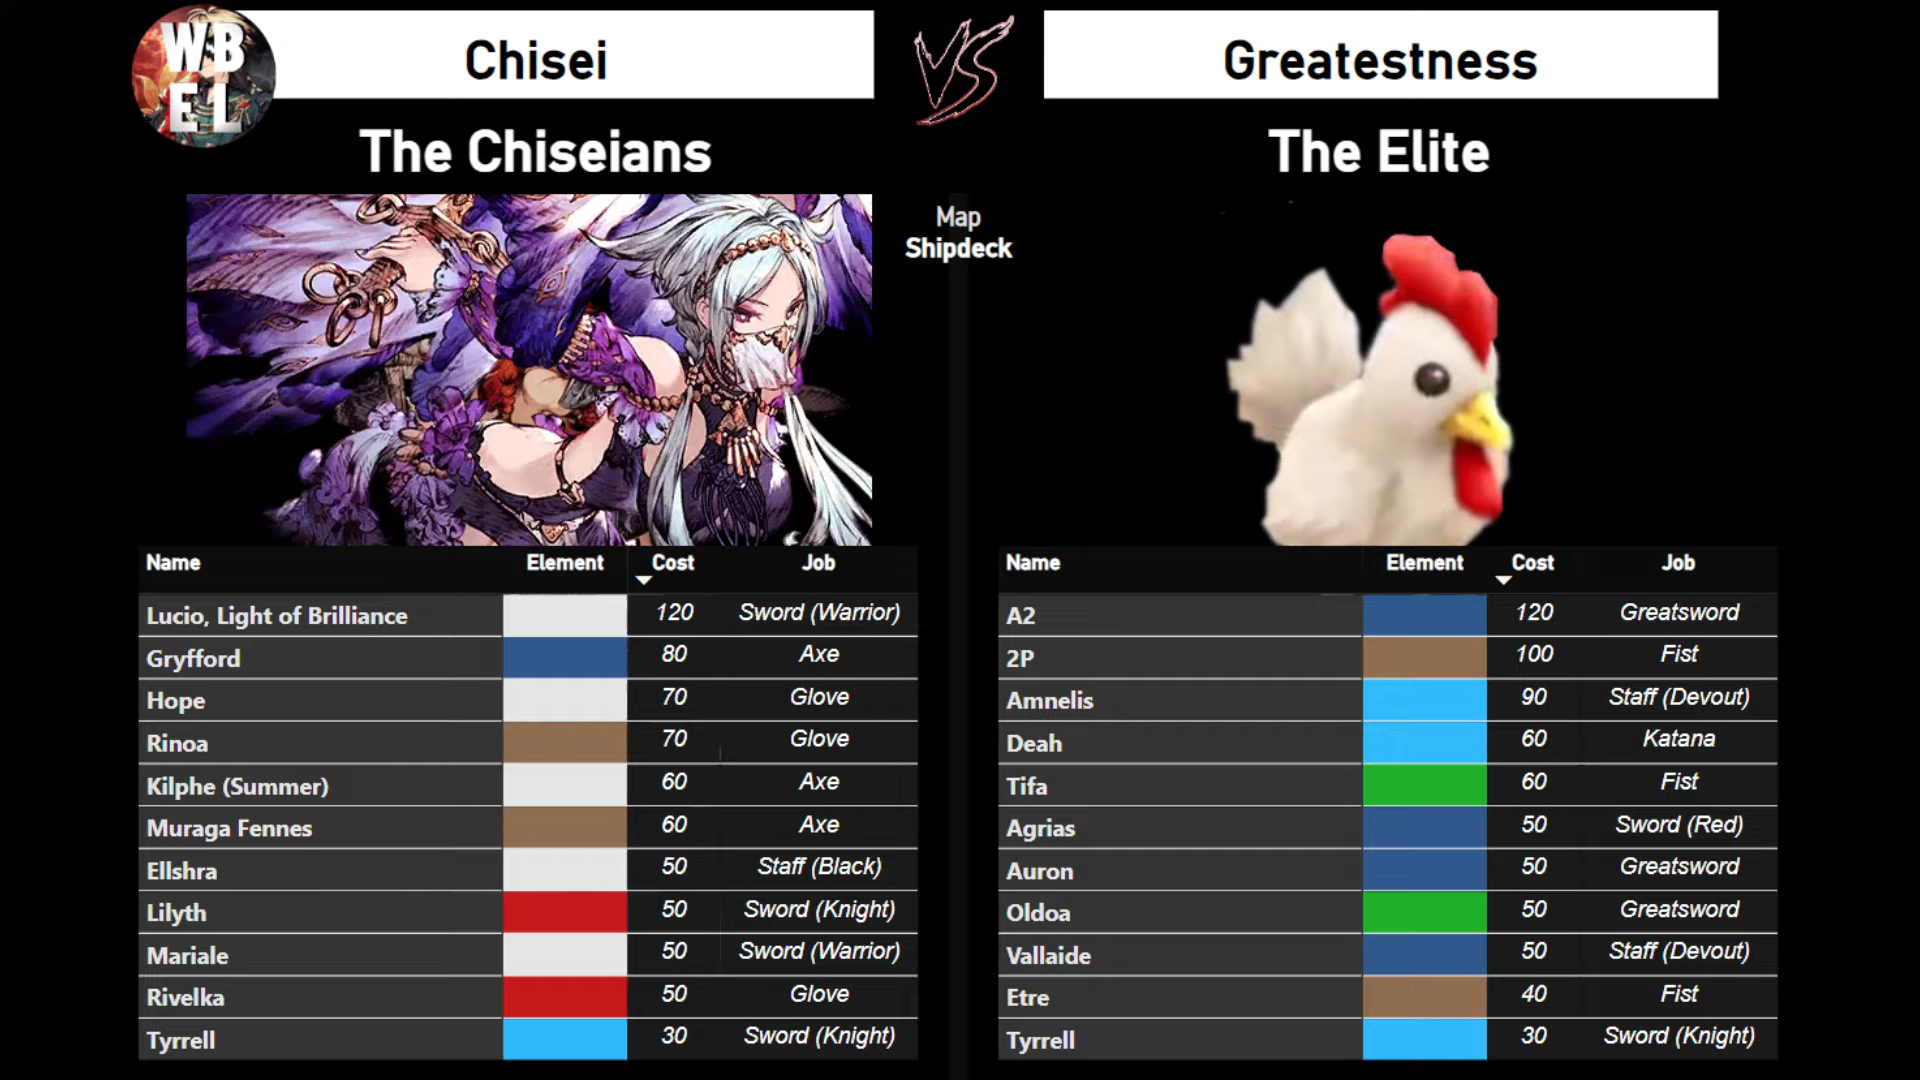 WB
EL
Chisei
VS
Greatestness
The Chiseians
The Elite
Map
Shipdeck
Name Element Cost Job
Lucio, Light of Brilliance 120 Sword (Warrior)
Gryfford 80 Axe
Hope 70 Glove
Rinoa 70 Glove
Kilphe (Summer) 60 Axe
Muraga Fennes 60 Axe
Ellshra 50 Staff (Black)
Lilyth 50 Sword (Knight)
Mariale 50 Sword (Warrior)
Rivelka 50 Glove
Tyrrell 30 Sword (Knight)
Name Element Cost Job
A2 120 Greatsword
2P 100 Fist
Amnelis 90 Staff (Devout)
Deah 60 Katana
Tifa 60 Fist
Agrias 50 Sword (Red)
Auron 50 Greatsword
Oldoa 50 Greatsword
Vallaide 50 Staff (Devout)
Etre 40 Fist
Tyrrell 30 Sword (Knight)